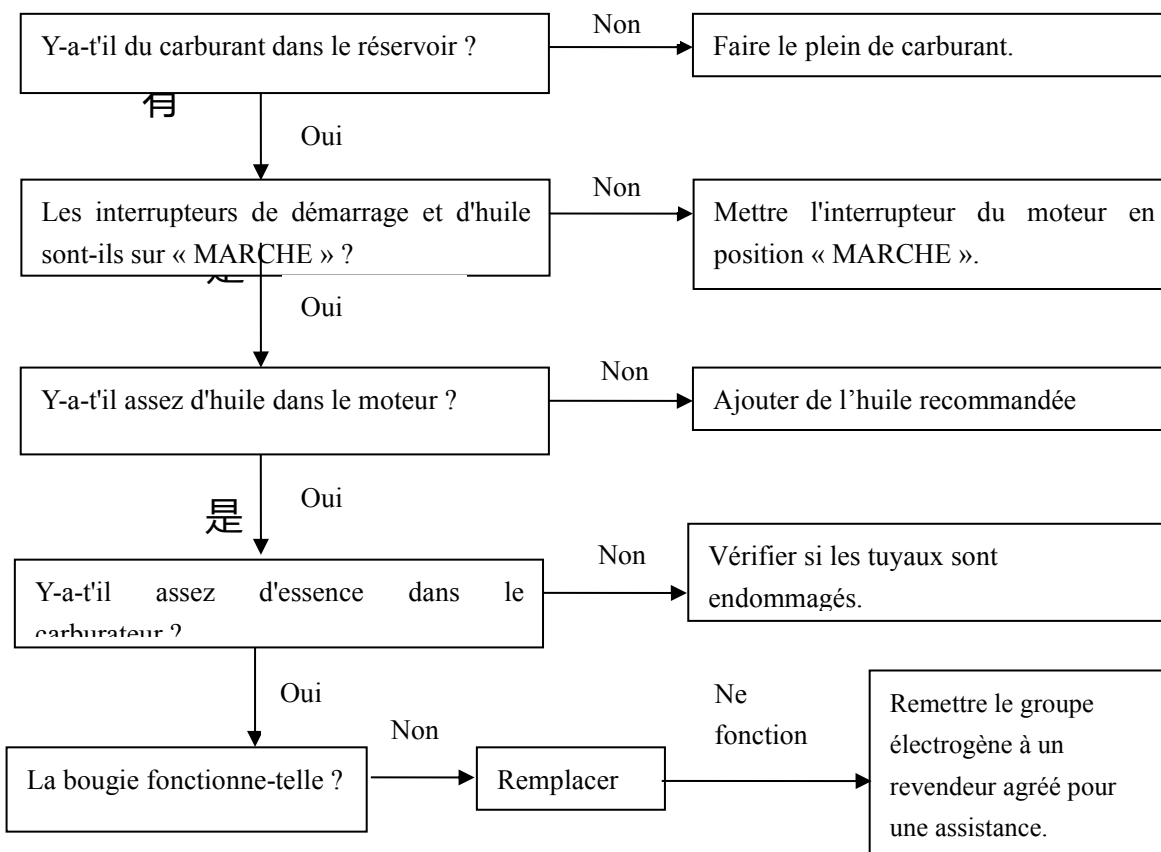 Y-a-t'il du carburant dans le réservoir ?
Non
Faire le plein de carburant.
有
Oui
Les interrupteurs de démarrage et d'huile
sont-ils sur « MARCHE » ?
Non
Mettre l'interrupteur du moteur en
position « MARCHE ».
是
Oui
Y-a-t'il assez d'huile dans le moteur ?
Non
Ajouter de l’huile recommandée
是
Oui
Y-a-t'il assez d'essence dans le
carburateur ?
Non
Vérifier si les tuyaux sont
endommagés.
Oui
La bougie fonctionne-telle ?
Non
Remplacer
Ne
fonction
Remettre le groupe
électrogène à un
revendeur agréé pour
une assistance.